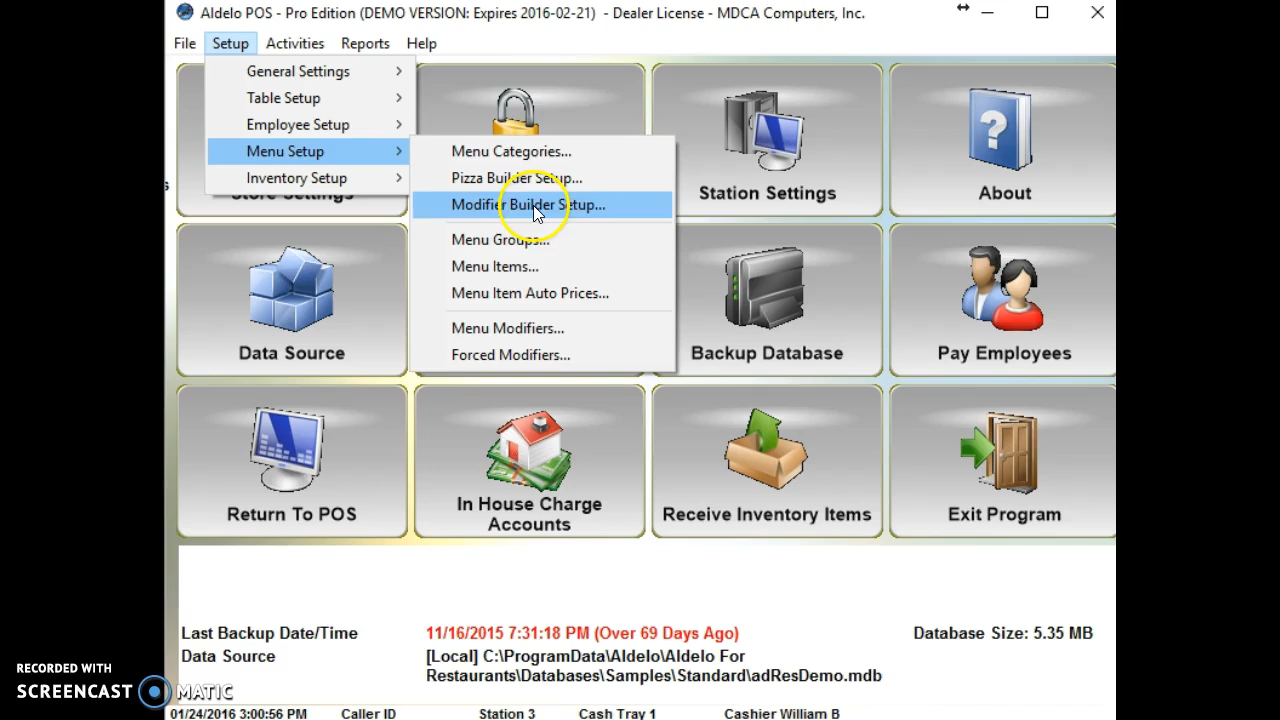 Aldelo POS - Pro Edition (DEMO VERSION: Expires 2016-02-21) - Dealer License - MDCA Computers, Inc.
File Setup Activities Reports Help
General Settings
Table Setup
Employee Setup
Menu Setup
Inventory Setup
Menu Categories...
Pizza Builder Setup...
Modifier Builder Setup...
Menu Groups...
Menu Items...
Menu Item Auto Prices...
Menu Modifiers...
Forced Modifiers...
Store Settings
Station Settings
About
Data Source
Backup Database
Pay Employees
Return To POS
In House Charge
Accounts
Receive Inventory Items
Exit Program
Last Backup Date/Time 11/16/2015 7:31:18 PM (Over 69 Days Ago) Database Size: 5.35 MB
Data Source [Local] C:\ProgramData\Aldelo\Aldelo For
Restaurants\Databases\Samples\Standard\adResDemo.mdb
01/24/2016 3:00:56 PM Caller ID Station 3 Cash Tray 1 Cashier William B
RECORDED WITH
SCREENCAST MATIC